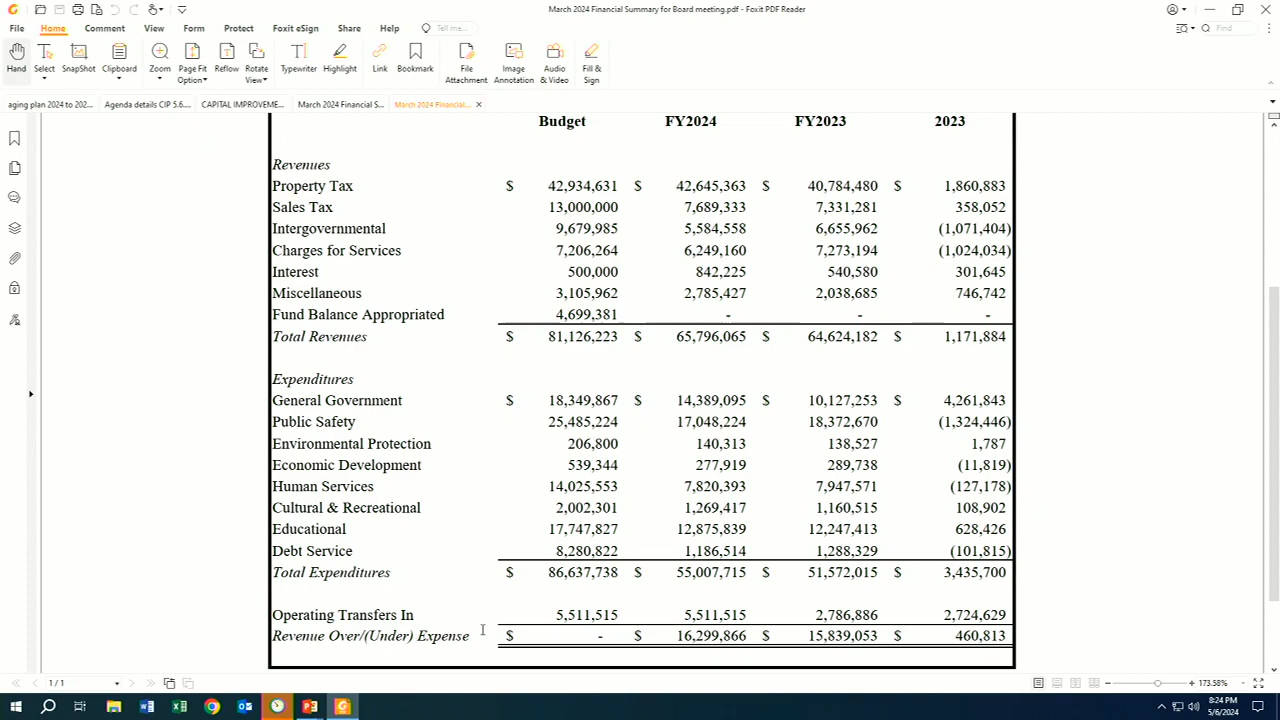 March 2024 Financial Summary for Board meeting.pdf - Foxit PDF Reader
File Home Comment View Form Protect Foxit eSign Share Help Tell me... Find
Hand Select SnapShot Clipboard Zoom Page Fit Option Reflow Rotate View Typewriter Highlight Link Bookmark File Attachment Image Annotation Audio & Video Fill & Sign
aging plan 2024 to 202... Agenda details CIP 5.6.... CAPITAL IMPROVEME... March 2024 Financial S... March 2024 Financial...
Budget FY2024 FY2023 2023
Revenues
Property Tax $ 42,934,631 $ 42,645,363 $ 40,784,480 $ 1,860,883
Sales Tax 13,000,000 7,689,333 7,331,281 358,052
Intergovernmental 9,679,985 5,584,558 6,655,962 (1,071,404)
Charges for Services 7,206,264 6,249,160 7,273,194 (1,024,034)
Interest 500,000 842,225 540,580 301,645
Miscellaneous 3,105,962 2,785,427 2,038,685 746,742
Fund Balance Appropriated 4,699,381 - - -
Total Revenues $ 81,126,223 $ 65,796,065 $ 64,624,182 $ 1,171,884
Expenditures
General Government $ 18,349,867 $ 14,389,095 $ 10,127,253 $ 4,261,843
Public Safety 25,485,224 17,048,224 18,372,670 (1,324,446)
Environmental Protection 206,800 140,313 138,527 1,787
Economic Development 539,344 277,919 289,738 (11,819)
Human Services 14,025,553 7,820,393 7,947,571 (127,178)
Cultural & Recreational 2,002,301 1,269,417 1,160,515 108,902
Educational 17,747,827 12,875,839 12,247,413 628,426
Debt Service 8,280,822 1,186,514 1,288,329 (101,815)
Total Expenditures $ 86,637,738 $ 55,007,715 $ 51,572,015 $ 3,435,700
Operating Transfers In 5,511,515 5,511,515 2,786,886 2,724,629
Revenue Over/(Under) Expense $ - $ 16,299,866 $ 15,839,053 $ 460,813
1 / 1 173.58%
8:24 PM
5/6/2024